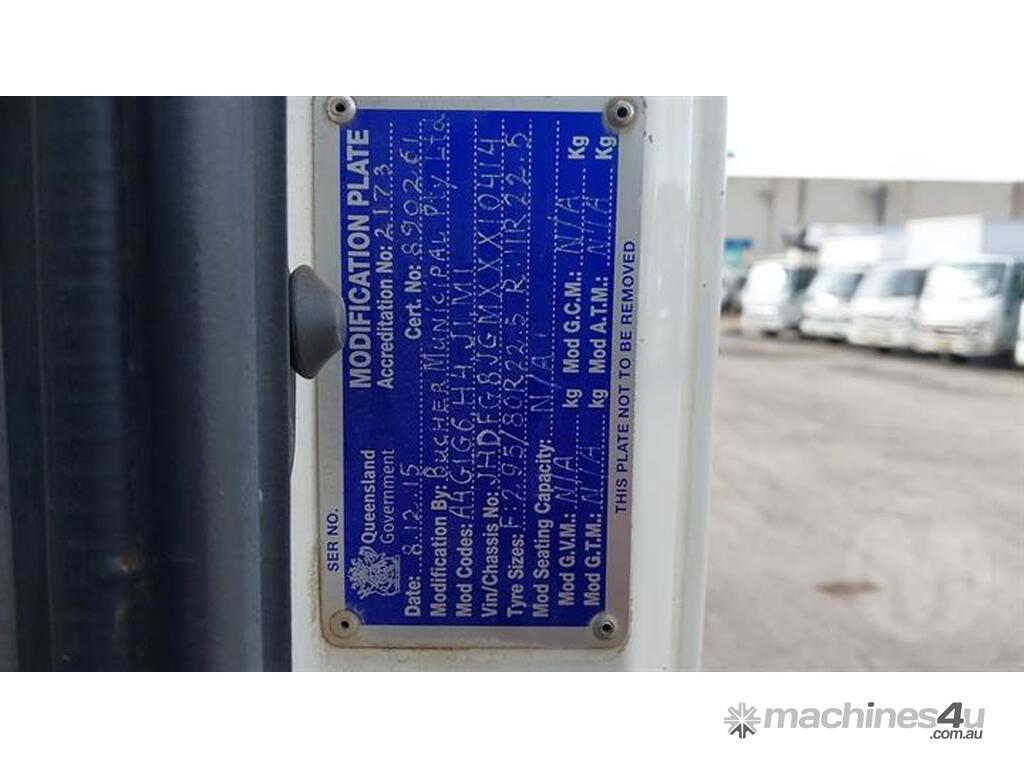 SER NO.
Queensland Government
MODIFICATION PLATE
Accreditation No: 2173
Date: 8.12.15 Cert. No: 890261
Modification By: BUCHER MUNICIPAL Pty Ltd
Mod Codes: A4 G1 G6 H4 J1 M1
Vin/Chassis No: JHDFG8JGMXXX10414
Tyre Sizes: F: 295/80R22.5 R: 11R22.5
Mod Seating Capacity: N/A
Mod G.V.M.: N/A kg Mod G.C.M.: N/A Kg
Mod G.T.M.: N/A kg Mod A.T.M.: N/A Kg
THIS PLATE NOT TO BE REMOVED
machines4u
.com.au